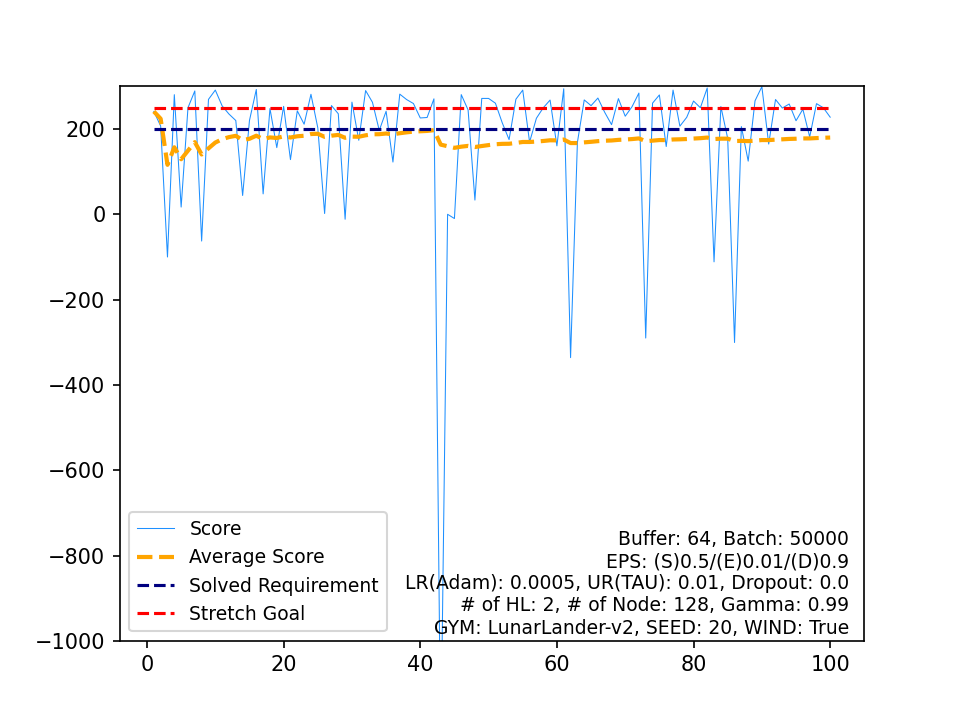 200
0
−200
−400
−600
−800
−1000
0 20 40 60 80 100
Score
Average Score
Solved Requirement
Stretch Goal
Buffer: 64, Batch: 50000
EPS: (S)0.5/(E)0.01/(D)0.9
LR(Adam): 0.0005, UR(TAU): 0.01, Dropout: 0.0
# of HL: 2, # of Node: 128, Gamma: 0.99
GYM: LunarLander-v2, SEED: 20, WIND: True